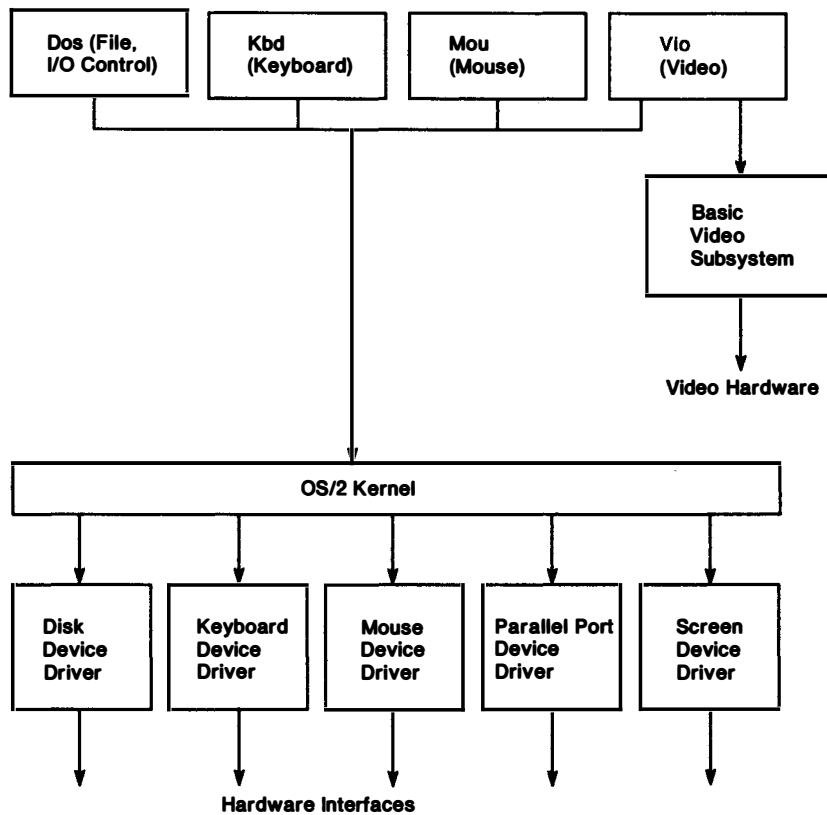 Dos (File,
I/O Control)
Kbd
(Keyboard)
Mou
(Mouse)
Vio
(Video)
Basic
Video
Subsystem
Video Hardware
OS/2 Kernel
Disk
Device
Driver
Keyboard
Device
Driver
Mouse
Device
Driver
Parallel Port
Device
Driver
Screen
Device
Driver
Hardware Interfaces